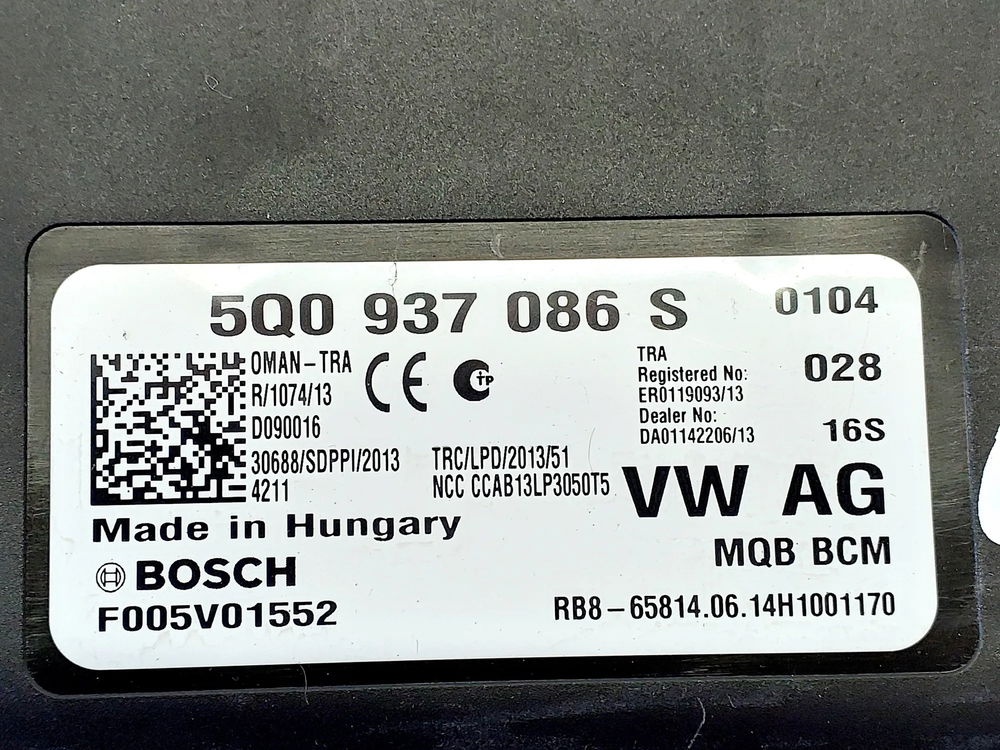 5Q0 937 086 S 0104
OMAN-TRA
R/1074/13
D090016
30688/SDPPI/2013
4211
CE
TP
TRC/LPD/2013/51
NCC CCAB13LP3050T5
TRA
Registered No:
ER0119093/13
Dealer No:
DA01142206/13
028
16S
VW AG
MQB BCM
Made in Hungary
BOSCH
F005V01552
RB8-65814.06.14H1001170